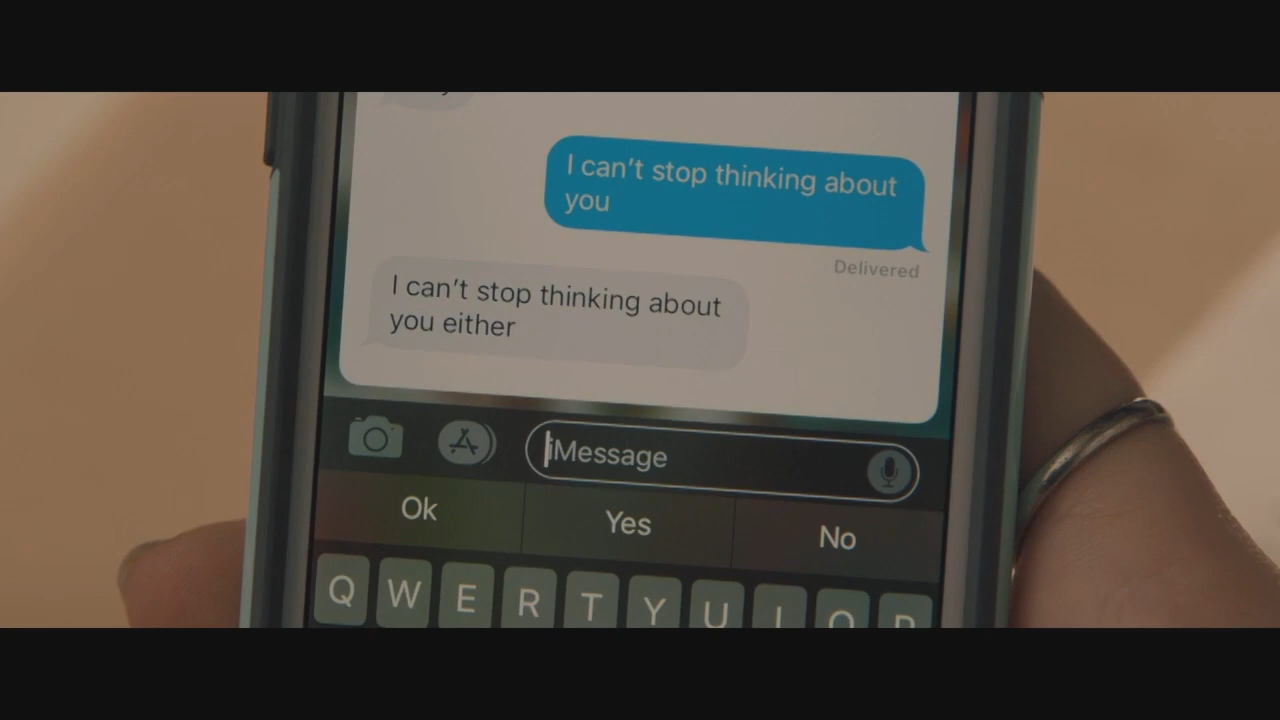 I can't stop thinking about
you
Delivered
I can't stop thinking about
you either
iMessage
Ok Yes No
Q W E R T Y U I O P